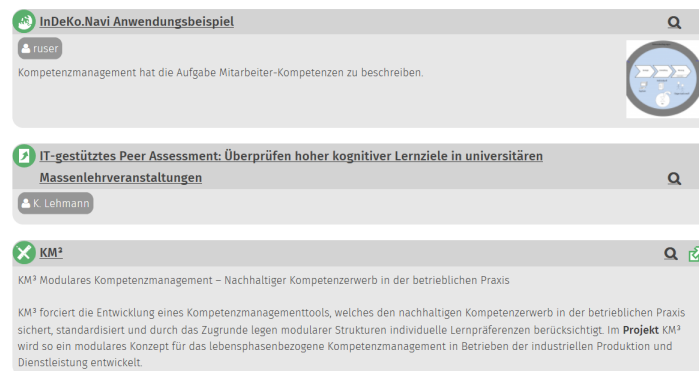 InDeKo.Navi Anwendungsbeispiel
ruser
Kompetenzmanagement hat die Aufgabe Mitarbeiter-Kompetenzen zu beschreiben.
IT-gestütztes Peer Assessment: Überprüfen hoher kognitiver Lernziele in universitären
Massenlehrveranstaltungen
K. Lehmann
KM³
KM³ Modulares Kompetenzmanagement – Nachhaltiger Kompetenzerwerb in der betrieblichen Praxis
KM³ forciert die Entwicklung eines Kompetenzmanagementtools, welches den nachhaltigen Kompetenzerwerb in der betrieblichen Praxis
sichert, standardisiert und durch das Zugrunde legen modularer Strukturen individuelle Lernpräferenzen berücksichtigt. Im Projekt KM³
wird so ein modulares Konzept für das lebensphasenbezogene Kompetenzmanagement in Betrieben der industriellen Produktion und
Dienstleistung entwickelt.